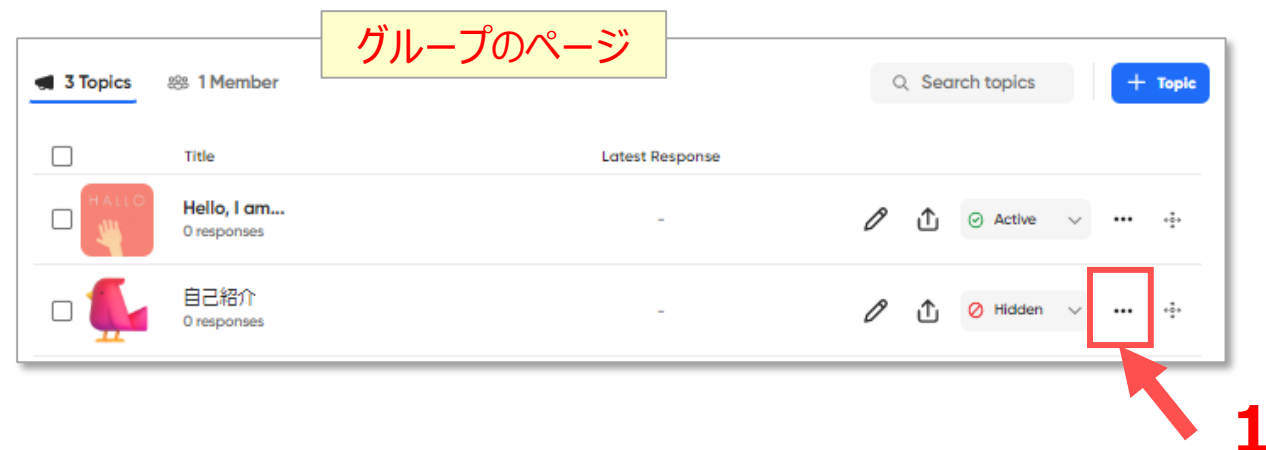 グループのページ
3 Topics 1 Member Search topics + Topic
Title Latest Response
HALLO
Hello, I am...
0 responses - Active
自己紹介
0 responses - Hidden
1